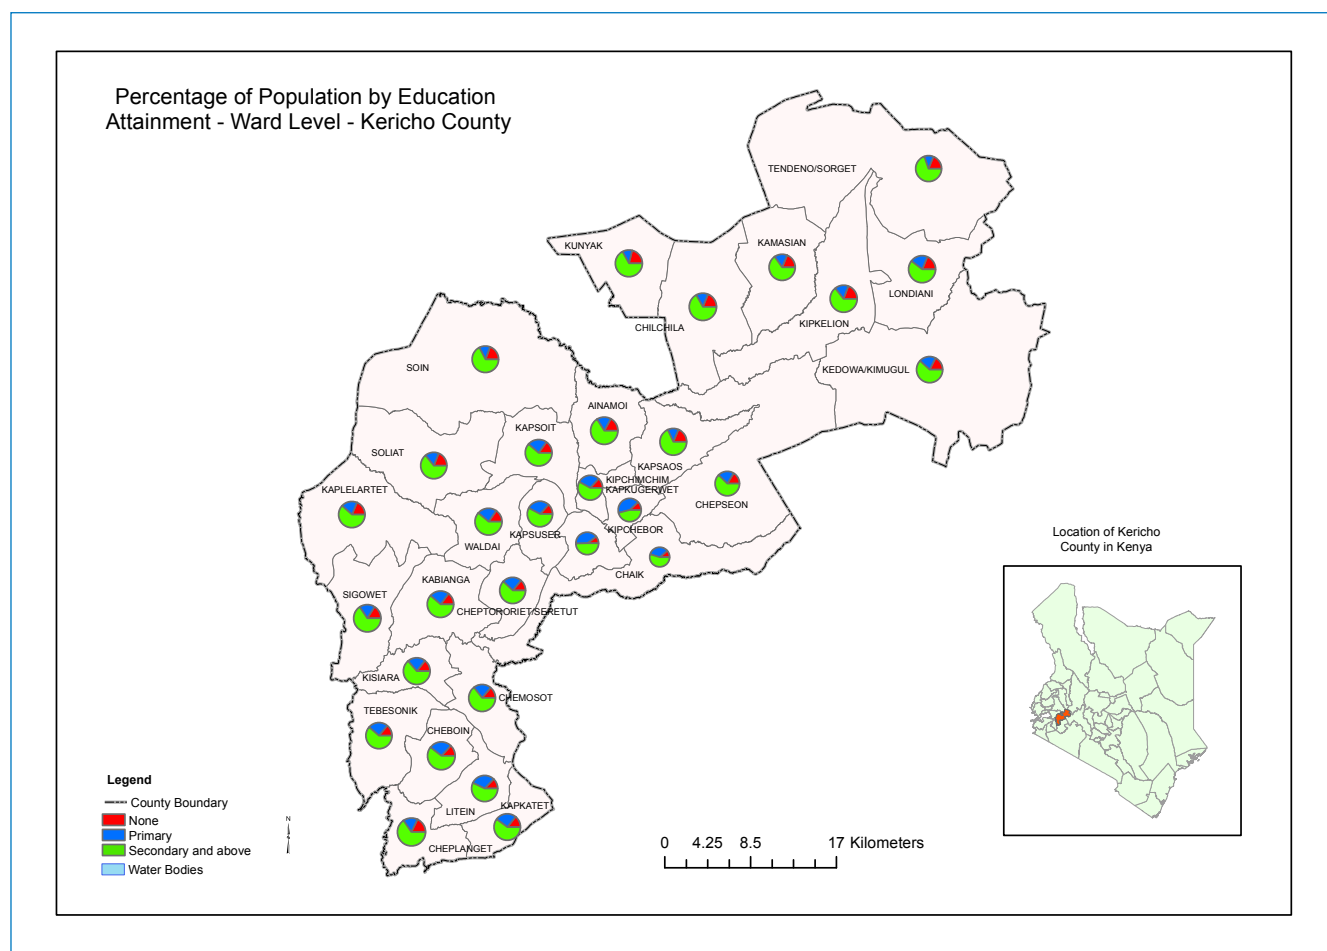 Percentage of Population by Education
Attainment - Ward Level - Kericho County
TENDENO/SORGET
KUNYAK
KAMASIAN
LONDIANI
CHILCHILA
KIPKELION
SOIN
KEDOWA/KIMUGUL
AINAMOI
KAPSOIT
SOLIAT
KAPSAOS
KIPCHIMCHIM
KAPKUGERWET
KAPLELARTET
CHEPSEON
KIPCHEBOR
KAPSUSER
WALDAI
CHAIK
KABIANGA
SIGOWET
CHEPTORORIET/SERETUT
KISIARA
CHEMOSOT
TEBESONIK
CHEBOIN
LITEIN
KAPKATET
CHEPLANGET
Location of Kericho
County in Kenya
Legend
County Boundary
None
Primary
Secondary and above
Water Bodies
N
0 4.25 8.5 17 Kilometers